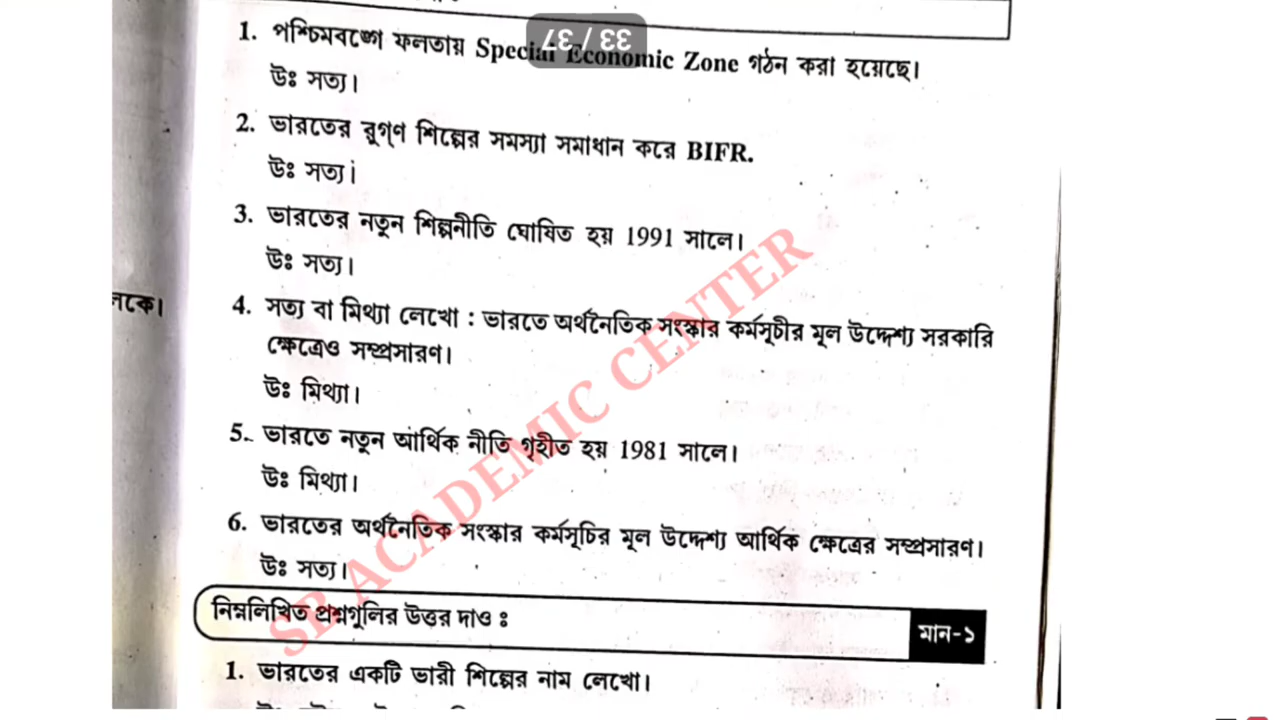 33 / 37
1. পশ্চিমবঙ্গে ফলতায় Special Economic Zone গঠন করা হয়েছে।
উঃ সত্য।
2. ভারতের রুগ্ণ শিল্পের সমস্যা সমাধান করে BIFR.
উঃ সত্য।
3. ভারতের নতুন শিল্পনীতি ঘোষিত হয় 1991 সালে।
উঃ সত্য।
4. সত্য বা মিথ্যা লেখো : ভারতে অর্থনৈতিক সংস্কার কর্মসূচীর মূল উদ্দেশ্য সরকারি
ক্ষেত্রেও সম্প্রসারণ।
উঃ মিথ্যা।
5. ভারতে নতুন আর্থিক নীতি গৃহীত হয় 1981 সালে।
উঃ মিথ্যা।
6. ভারতের অর্থনৈতিক সংস্কার কর্মসূচির মূল উদ্দেশ্য আর্থিক ক্ষেত্রের সম্প্রসারণ।
উঃ সত্য।
নিম্নলিখিত প্রশ্নগুলির উত্তর দাও ঃ
মান-১
1. ভারতের একটি ভারী শিল্পের নাম লেখো।
SB ACADEMIC CENTER